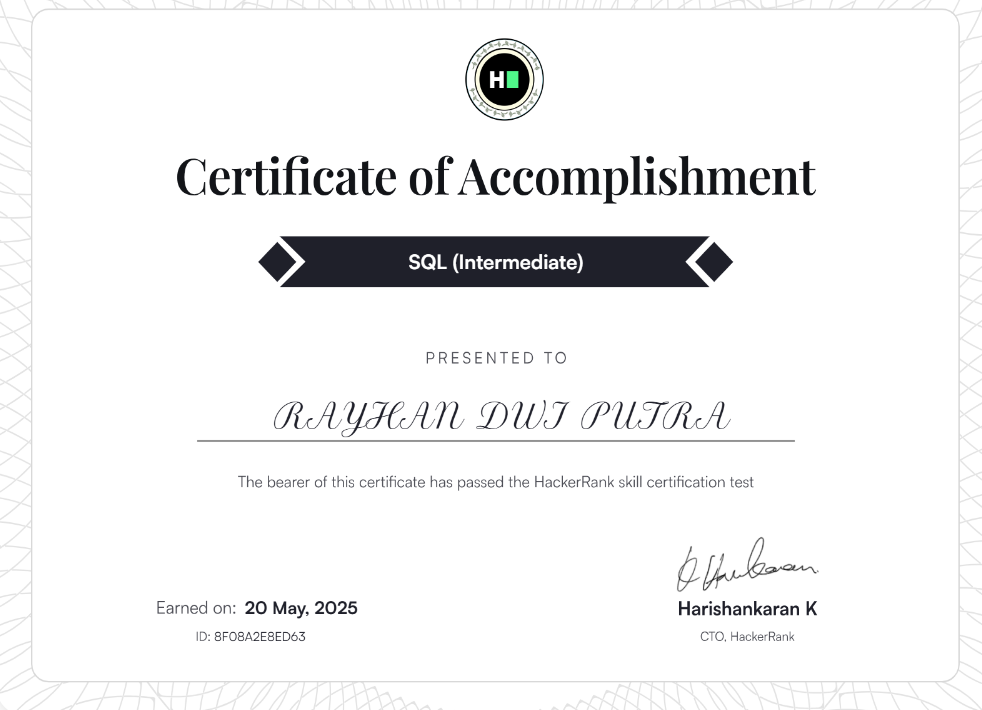 H
Certificate of Accomplishment
SQL (Intermediate)
PRESENTED TO
RAYHAN DWI PUTRA
The bearer of this certificate has passed the HackerRank skill certification test
Earned on: 20 May, 2025
ID: 8F08A2E8ED63
Harishankaran K
CTO, HackerRank